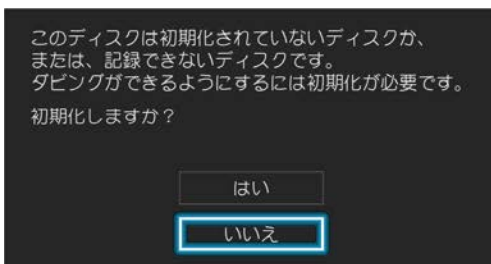 このディスクは初期化されていないディスクか、
または、記録できないディスクです。
ダビングができるようにするには初期化が必要です。
初期化しますか？
はい
いいえ